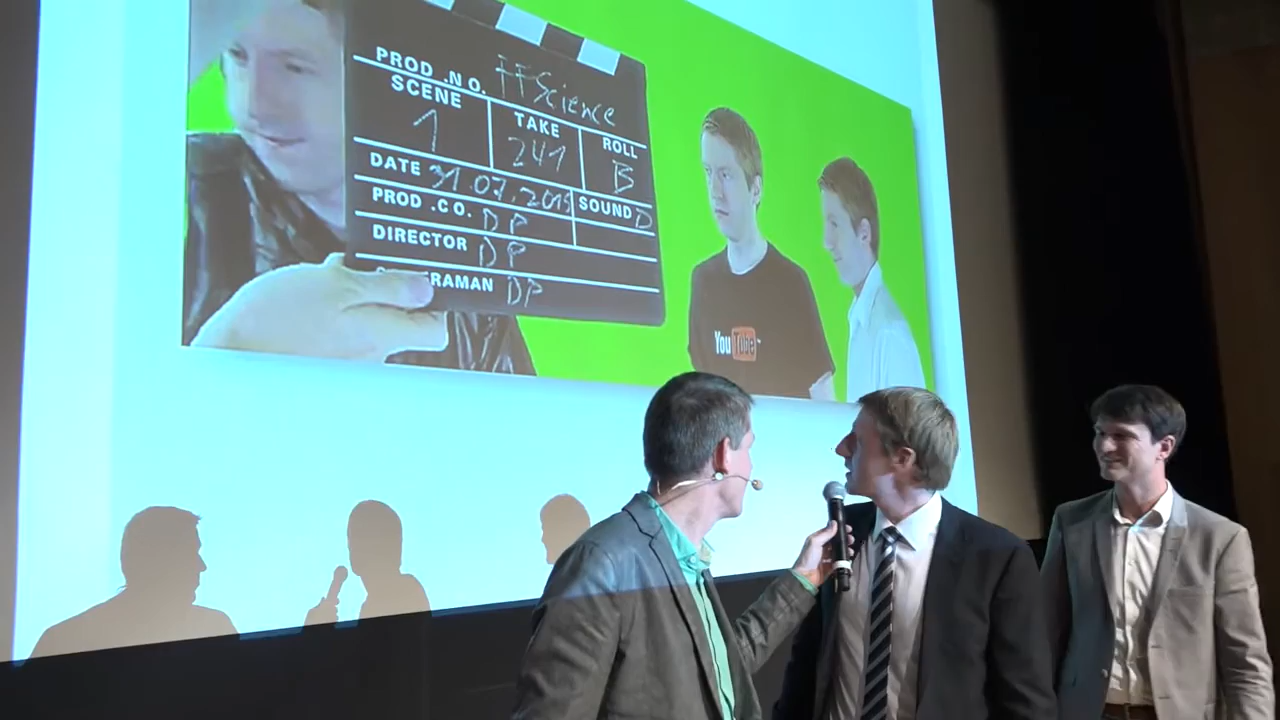 PROD .NO. FFScience
SCENE 1
TAKE 241
ROLL B
DATE 31.07.2015
SOUND D
PROD .CO. DP
DIRECTOR DP
RAMAN DP
YouTube